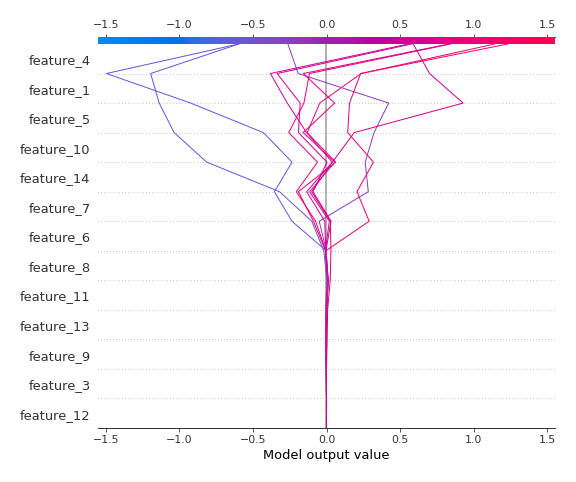 −1.5 −1.0 −0.5 0.0 0.5 1.0 1.5
feature_4
feature_1
feature_5
feature_10
feature_14
feature_7
feature_6
feature_8
feature_11
feature_13
feature_9
feature_3
feature_12
−1.5 −1.0 −0.5 0.0 0.5 1.0 1.5
Model output value